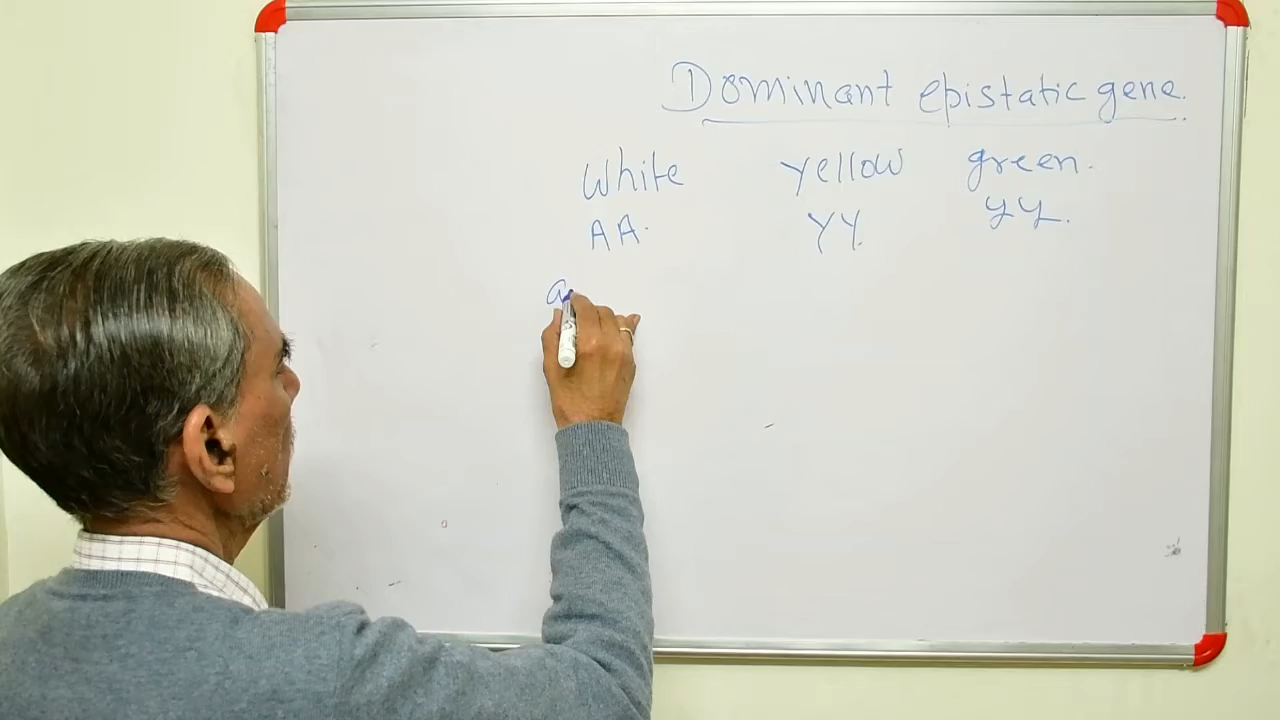 Dominant epistatic gene.
White yellow green.
AA. YY. yy.
a